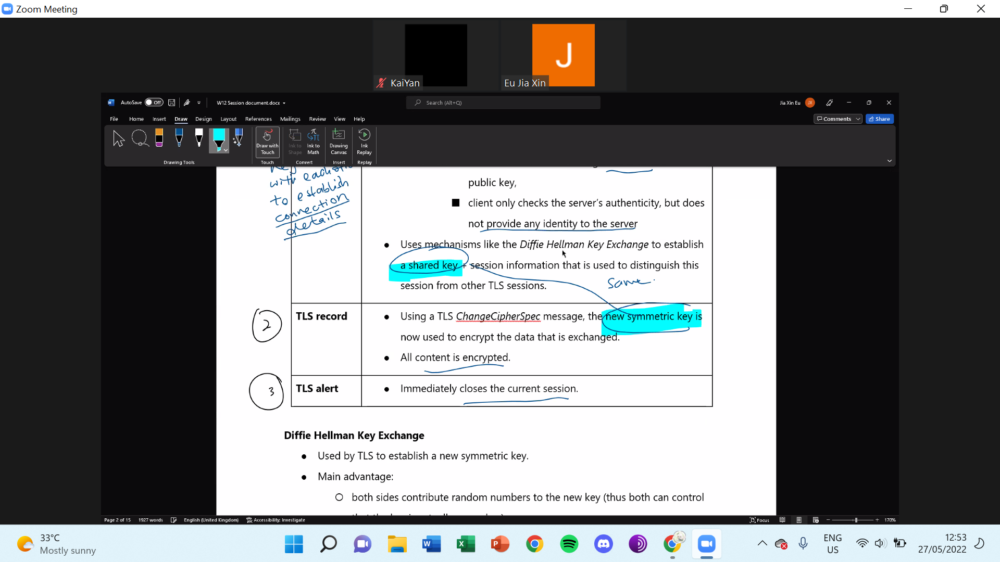 Zoom Meeting
J
KaiYan
Eu Jia Xin
AutoSave Off
W12 Session document.docx
Search (Alt+Q)
Jia Xin Eu JX
File Home Insert Draw Design Layout References Mailings Review View Help
Comments Share
Draw with Touch
Ink to Shape
Ink to Math
Drawing Canvas
Ink Replay
Drawing Tools Touch Convert Insert Replay
with
to establish
connection
details
public key,
■ client only checks the server's authenticity, but does
not provide any identity to the server
● Uses mechanisms like the Diffie Hellman Key Exchange to establish
a shared key + session information that is used to distinguish this
session from other TLS sessions.
same.
2
TLS record
● Using a TLS ChangeCipherSpec message, the new symmetric key is
now used to encrypt the data that is exchanged.
● All content is encrypted.
3
TLS alert
● Immediately closes the current session.
Diffie Hellman Key Exchange
● Used by TLS to establish a new symmetric key.
● Main advantage:
○ both sides contribute random numbers to the new key (thus both can control
Page 2 of 15 1927 words English (United Kingdom) Accessibility: Investigate
Focus 170%
33°C
Mostly sunny
ENG
US
12:53
27/05/2022